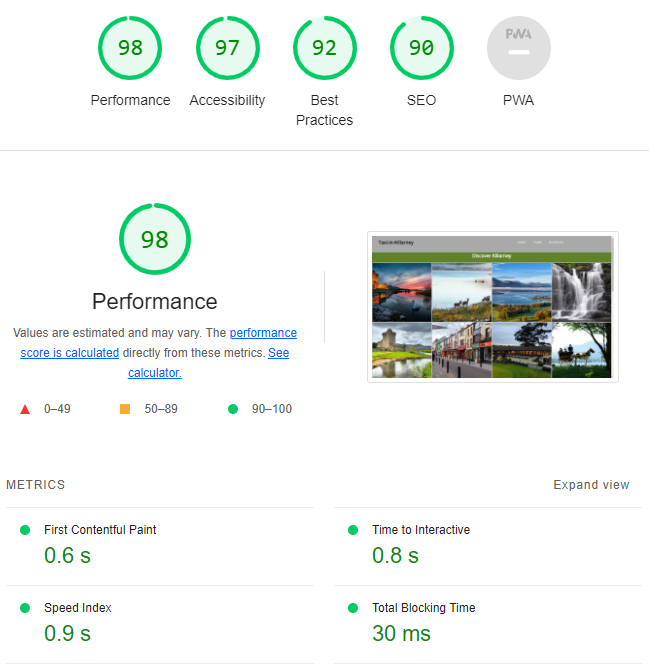 98
97
92
90
PWA
Performance
Accessibility
Best
Practices
SEO
PWA
98
Performance
Values are estimated and may vary. The performance
score is calculated directly from these metrics. See
calculator.
0–49
50–89
90–100
Discover Killarney
METRICS
Expand view
First Contentful Paint
0.6 s
Time to Interactive
0.8 s
Speed Index
0.9 s
Total Blocking Time
30 ms